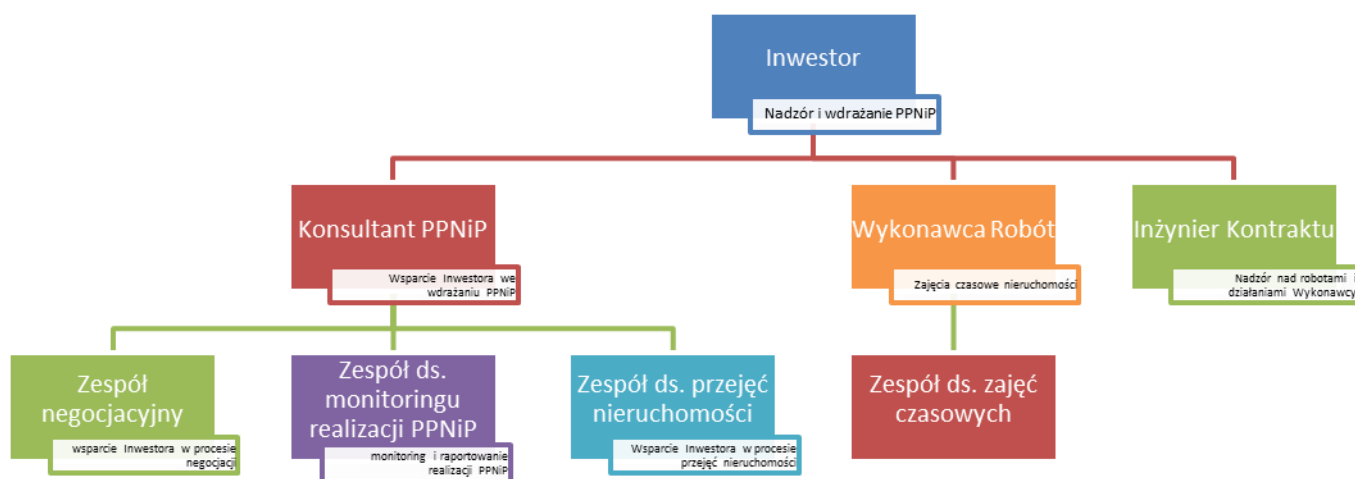 Inwestor
Nadzór i wdrażanie PPNiP
Konsultant PPNiP
Wsparcie Inwestora we
wdrażaniu PPNiP
Wykonawca Robót
Zajęcia czasowe nieruchomości
Inżynier Kontraktu
Nadzór nad robotami i
działaniami Wykonawcy
Zespół
negocjacyjny
wsparcie Inwestora w procesie
negocjacji
Zespół ds.
monitoringu
realizacji PPNiP
monitoring i raportowanie
realizacji PPNiP
Zespół ds. przejęć
nieruchomości
Wsparcie Inwestora w procesie
przejęć nieruchomości
Zespół ds. zajęć
czasowych